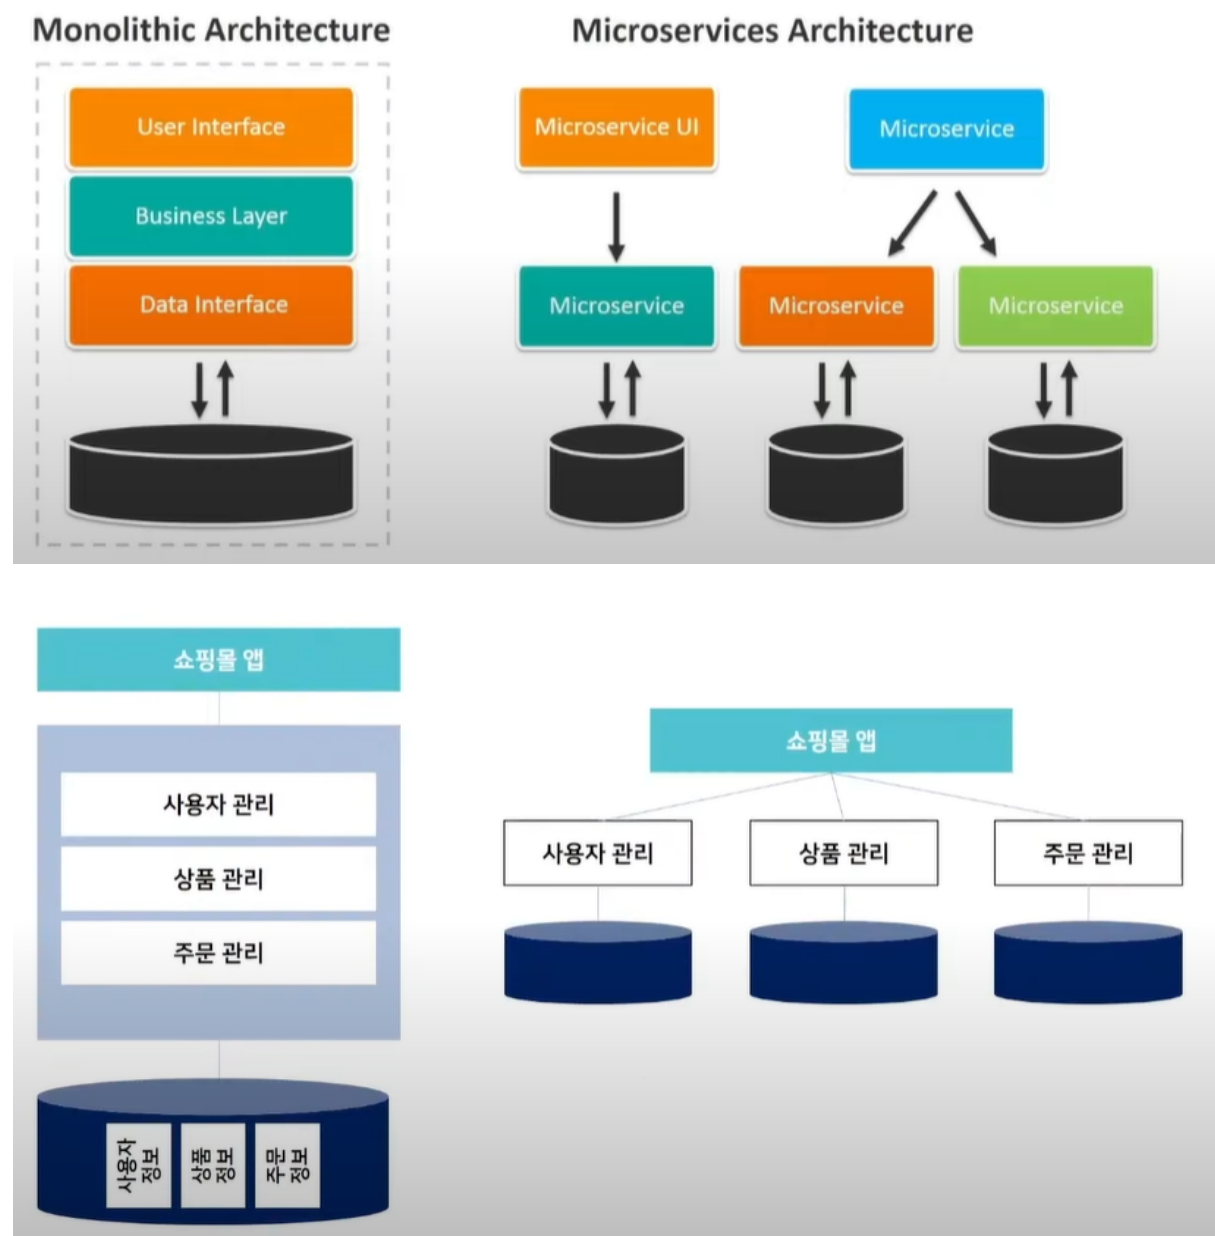 Monolithic Architecture
User Interface
Business Layer
Data Interface
Microservices Architecture
Microservice UI
Microservice
Microservice
Microservice
Microservice
쇼핑몰 앱
사용자 관리
상품 관리
주문 관리
사용자
정보
상품
정보
주문
정보
쇼핑몰 앱
사용자 관리
상품 관리
주문 관리